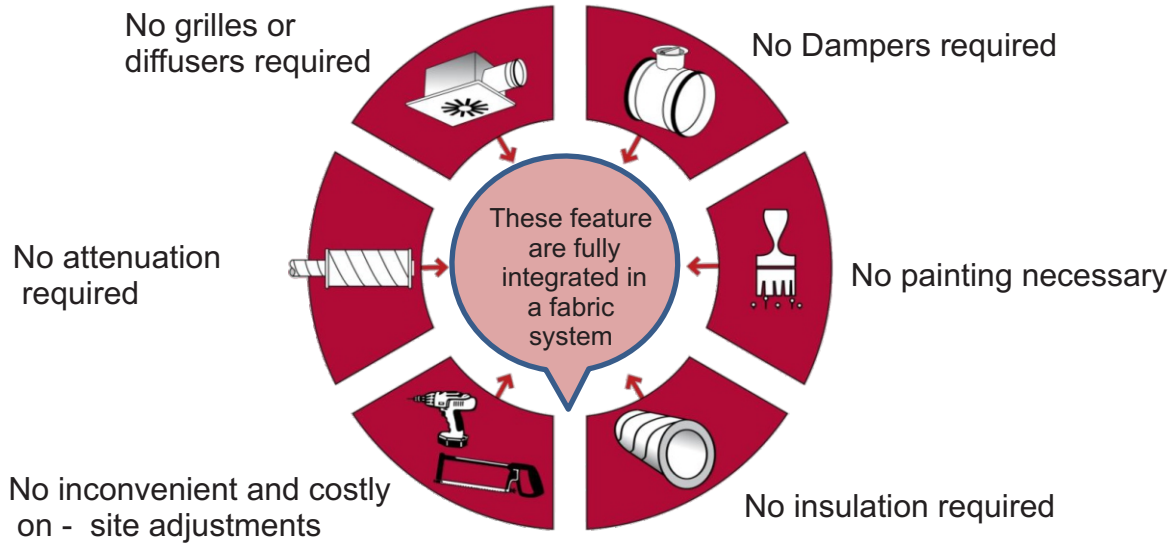 No grilles or
diffusers required
No Dampers required
No attenuation
required
These feature
are fully
integrated in
a fabric
system
No painting necessary
No inconvenient and costly
on - site adjustments
No insulation required